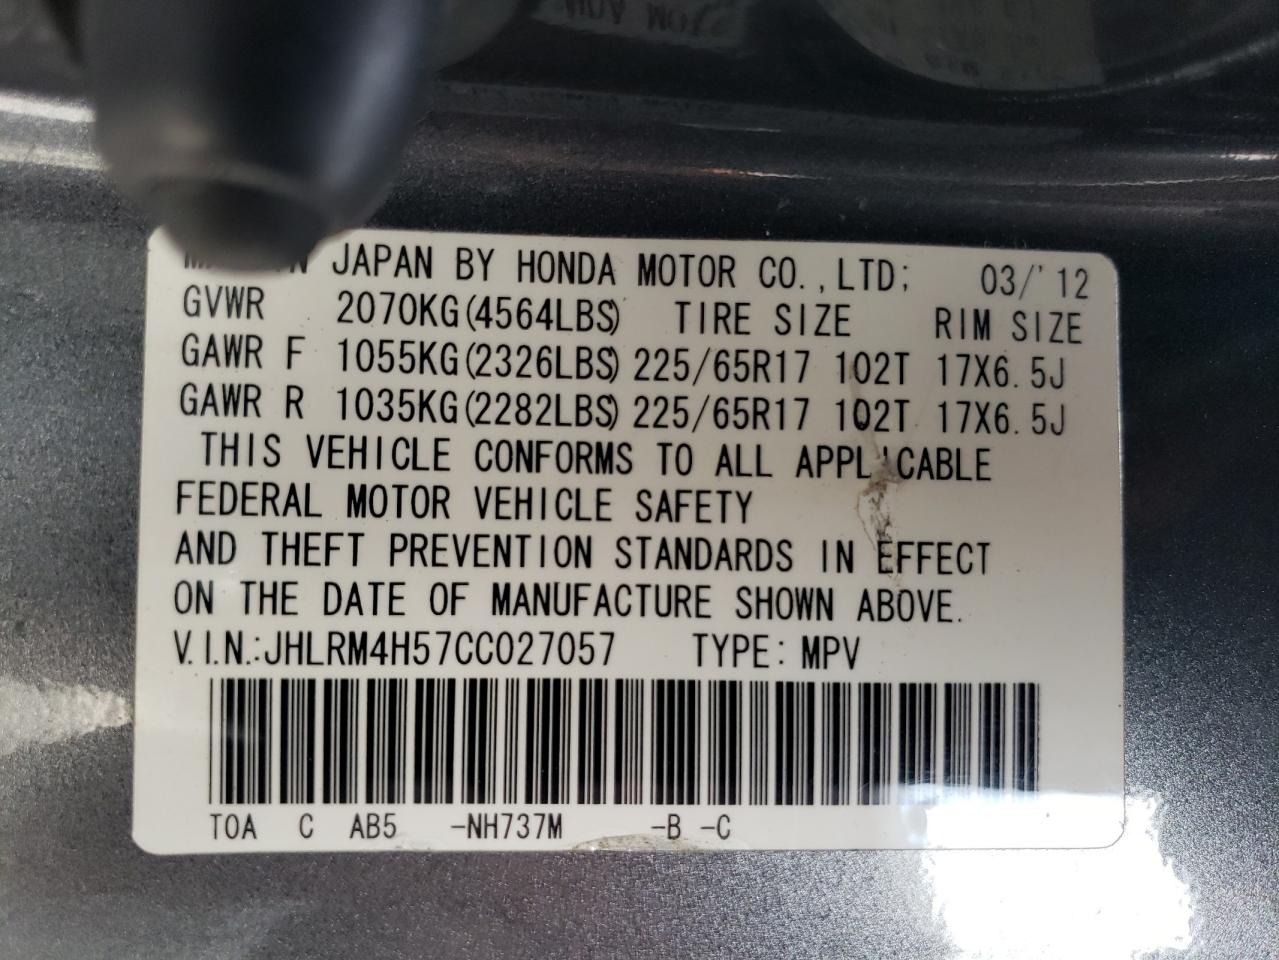 JAPAN BY HONDA MOTOR CO.,LTD; 03/'12
GVWR 2070KG(4564LBS) TIRE SIZE RIM SIZE
GAWR F 1055KG(2326LBS) 225/65R17 102T 17X6.5J
GAWR R 1035KG(2282LBS) 225/65R17 102T 17X6.5J
THIS VEHICLE CONFORMS TO ALL APPLICABLE
FEDERAL MOTOR VEHICLE SAFETY
AND THEFT PREVENTION STANDARDS IN EFFECT
ON THE DATE OF MANUFACTURE SHOWN ABOVE.
V.I.N.:JHLRM4H57CC027057 TYPE:MPV
TOA C AB5 -NH737M -B -C